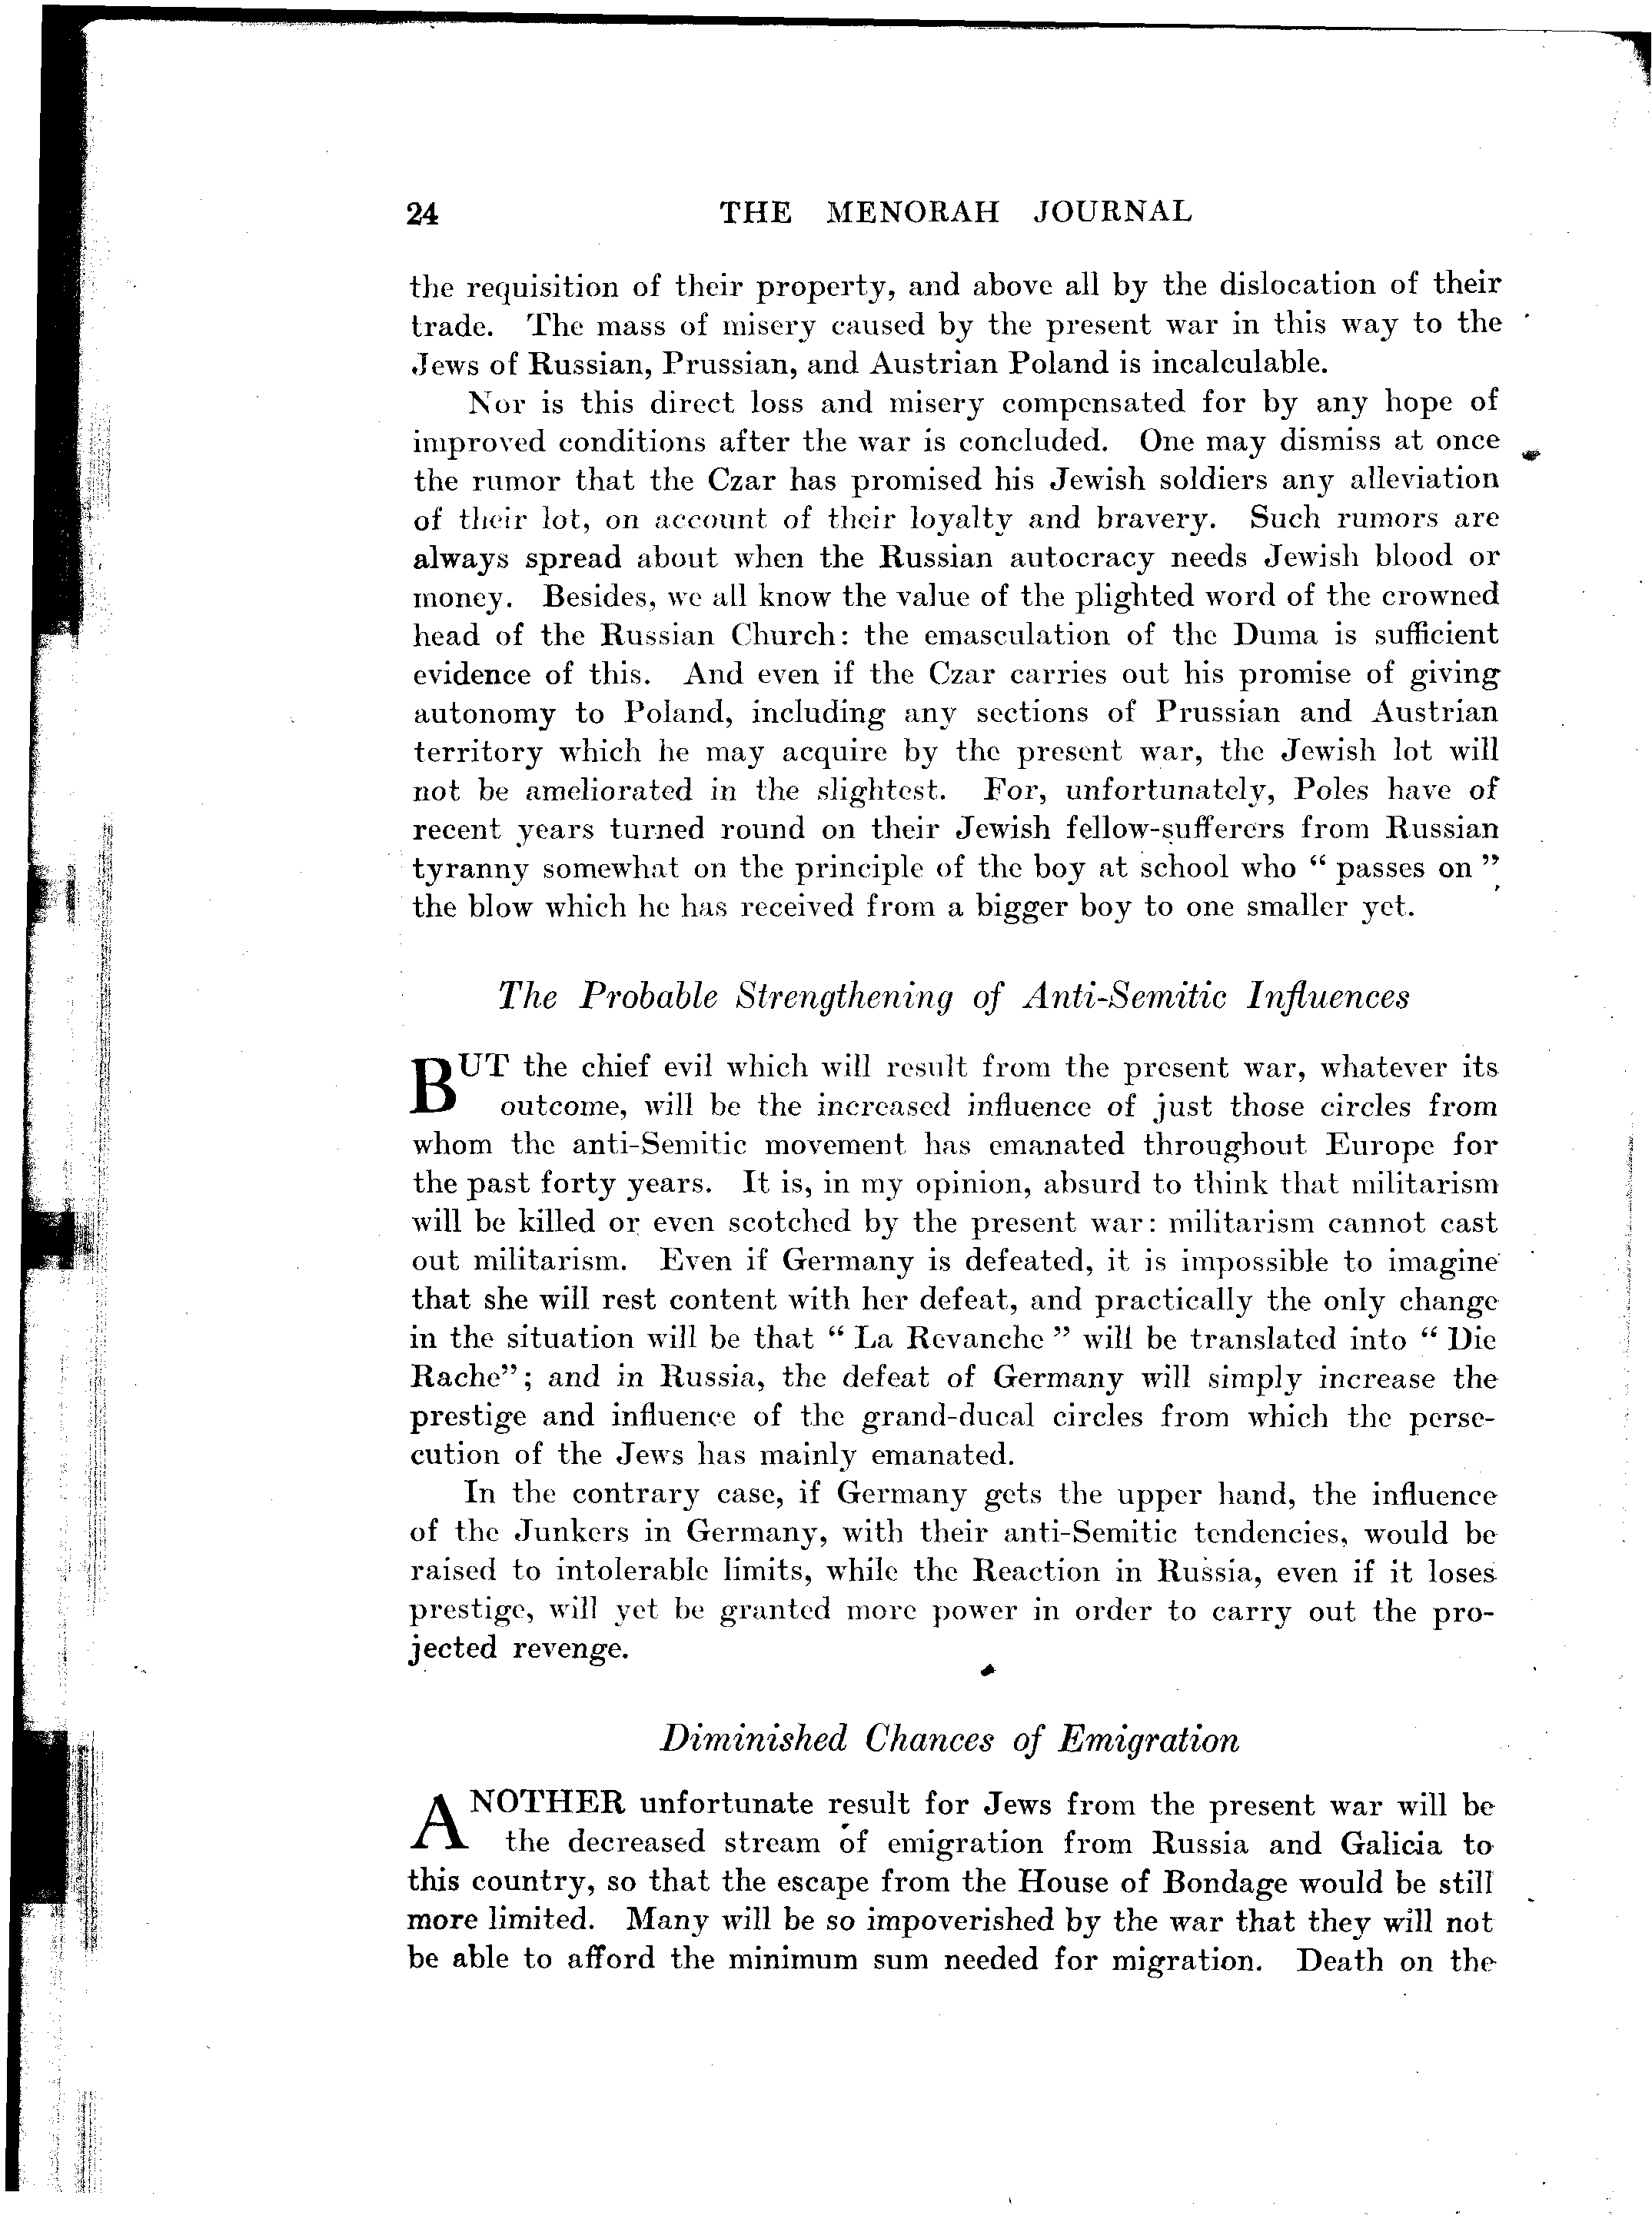 24 THE MENORAH JOURNAL
the requisition of their property, and above all by the dislocation of their
trade. The mass of misery caused by the present war in this way to the
Jews of Russian, Prussian, and Austrian Poland is incalculable.
Nor is this direct loss and misery compensated for by any hope of
improved conditions after the war is concluded. One may dismiss at once
the rumor that the Czar has promised his Jewish soldiers any alleviation
of their lot, on account of their loyalty and bravery. Such rumors are
always spread about when the Russian autocracy needs Jewish blood or
money. Besides, we all know the value of the plighted word of the crowned
head of the Russian Church: the emasculation of the Duma is sufficient
evidence of this. And even if the Czar carries out his promise of giving
autonomy to Poland, including any sections of Prussian and Austrian
territory which he may acquire by the present war, the Jewish lot will
not be ameliorated in the slightest. For, unfortunately, Poles have of
recent years turned round on their Jewish fellow-sufferers from Russian
tyranny somewhat on the principle of the boy at school who “ passes on ”
the blow which he has received from a bigger boy to one smaller yet.
The Probable Strengthening of Anti-Semitic Influences
BUT the chief evil which will result from the present war, whatever its
outcome, will be the increased influence of just those circles from
whom the anti-Semitic movement has emanated throughout Europe for
the past forty years. It is, in my opinion, absurd to think that militarism
will be killed or even scotched by the present war: militarism cannot cast
out militarism. Even if Germany is defeated, it is impossible to imagine
that she will rest content with her defeat, and practically the only change
in the situation will be that “ La Revanche ” will be translated into “ Die
Rache”; and in Russia, the defeat of Germany will simply increase the
prestige and influence of the grand-ducal circles from which the perse-
cution of the Jews has mainly emanated.
In the contrary case, if Germany gets the upper hand, the influence
of the Junkers in Germany, with their anti-Semitic tendencies, would be
raised to intolerable limits, while the Reaction in Russia, even if it loses
prestige, will yet be granted more power in order to carry out the pro-
jected revenge.
Diminished Chances of Emigration
ANOTHER unfortunate result for Jews from the present war will be
the decreased stream of emigration from Russia and Galicia to
this country, so that the escape from the House of Bondage would be still
more limited. Many will be so impoverished by the war that they will not
be able to afford the minimum sum needed for migration. Death on the